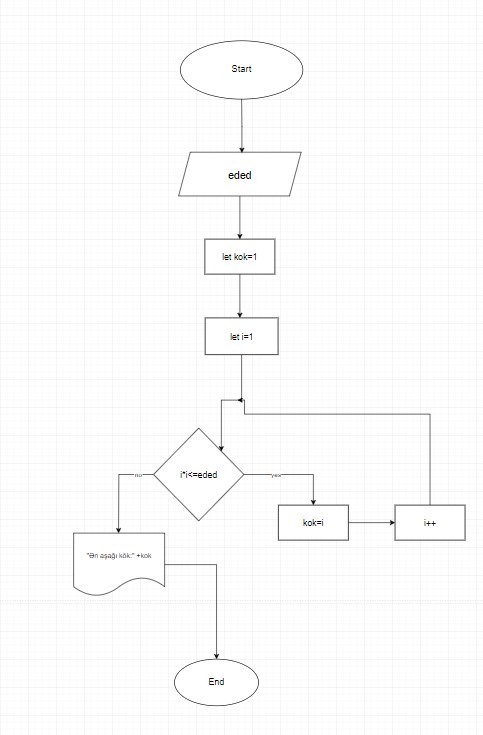 Start
eded
let kok=1
let i=1
i*i<=eded
no
yes
kok=i
i++
"Ən aşağı kök:" +kok
End